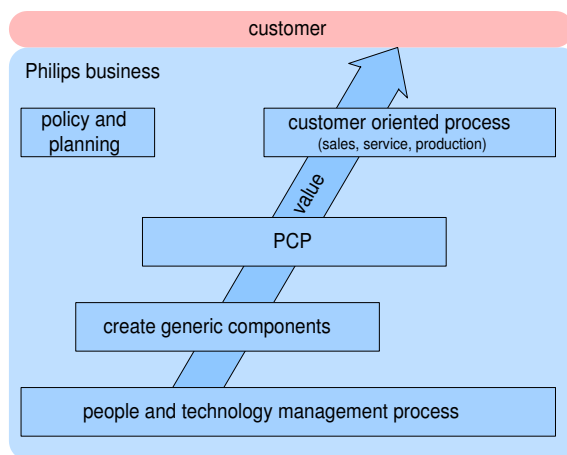 customer
Philips business
policy and
planning
customer oriented process
(sales, service, production)
value
PCP
create generic components
people and technology management process